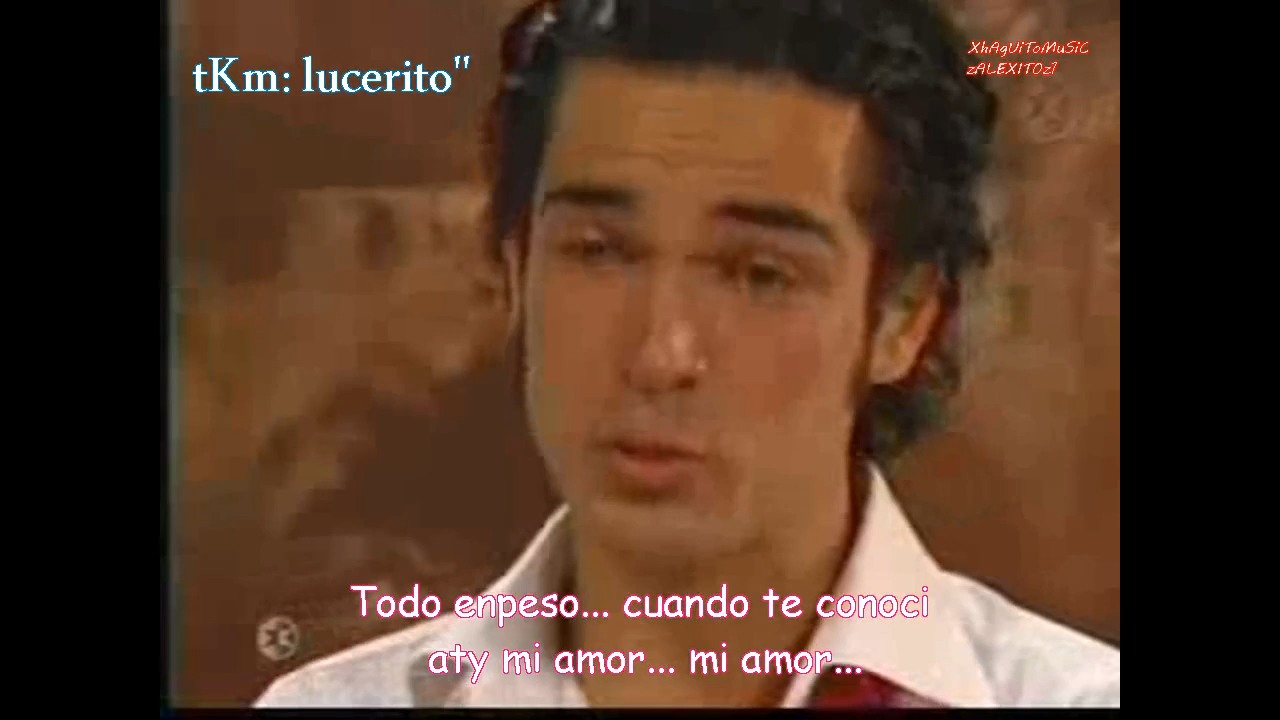 tKm: lucerito"
XhAgUiToMuSiC
zALEXITOz1
Todo enpeso... cuando te conoci
aty mi amor... mi amor...